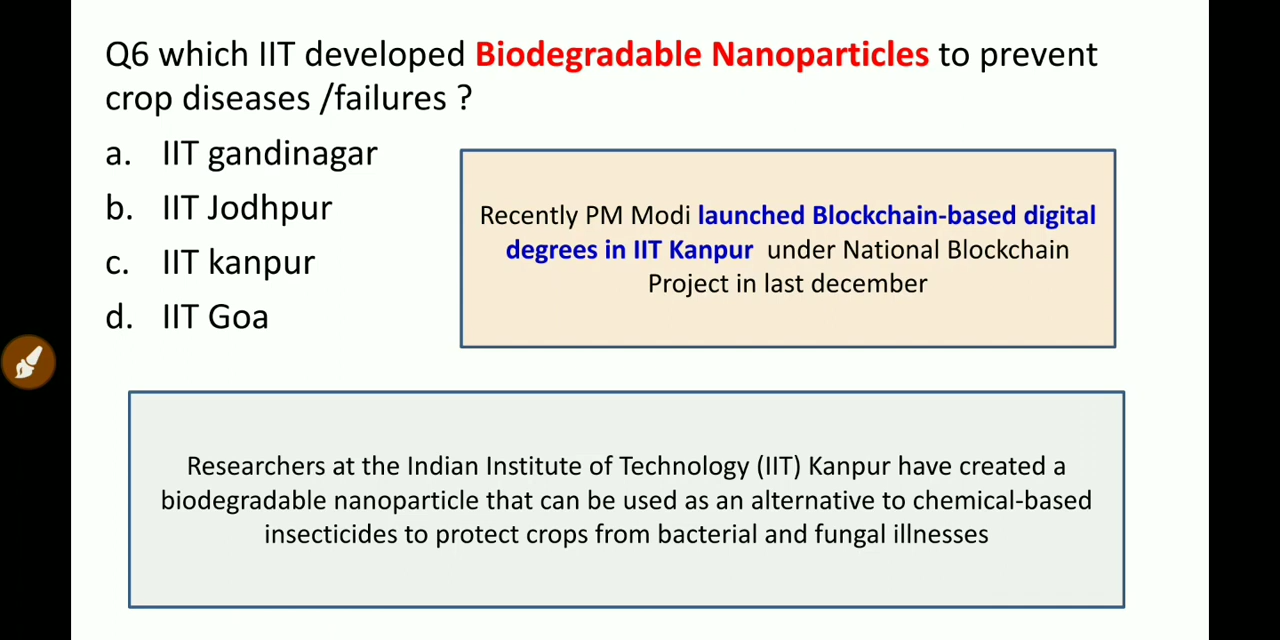 Q6 which IIT developed Biodegradable Nanoparticles to prevent
crop diseases /failures ?
a. IIT gandinagar
b. IIT Jodhpur
c. IIT kanpur
d. IIT Goa
Recently PM Modi launched Blockchain-based digital
degrees in IIT Kanpur under National Blockchain
Project in last december
Researchers at the Indian Institute of Technology (IIT) Kanpur have created a
biodegradable nanoparticle that can be used as an alternative to chemical-based
insecticides to protect crops from bacterial and fungal illnesses